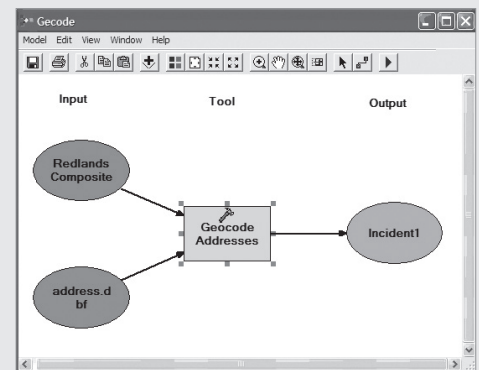 Gecode
Model Edit View Window Help
Input Tool Output
Redlands
Composite
Geocode
Addresses
Incident1
address.d
bf